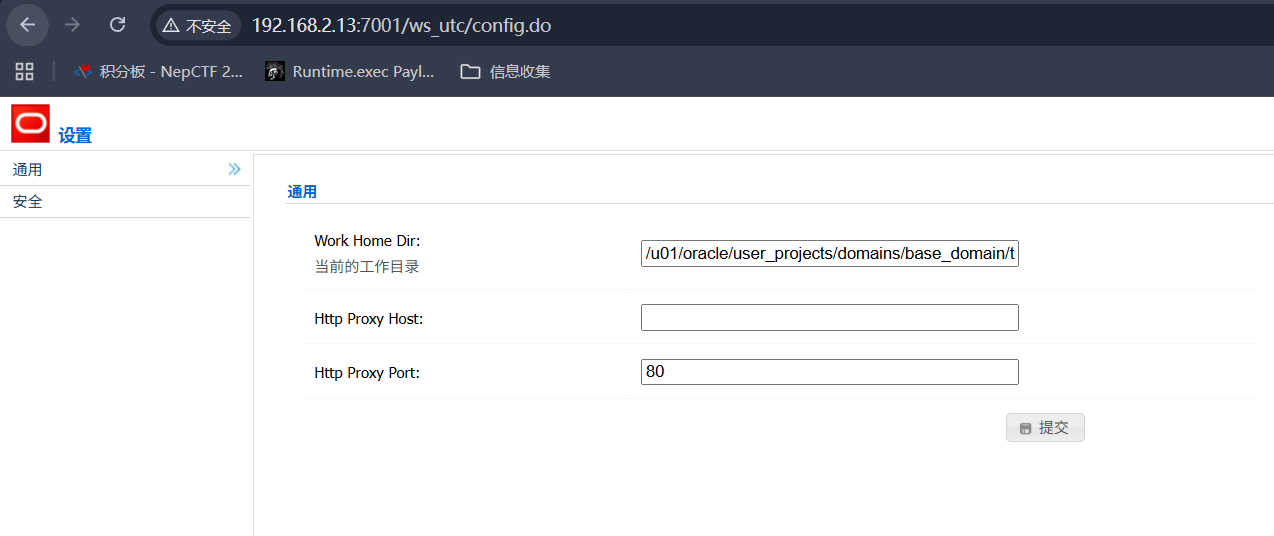 不安全 192.168.2.13:7001/ws_utc/config.do
积分板 - NepCTF 2... Runtime.exec Payl... 信息收集
设置
通用
安全
通用
Work Home Dir:
当前的工作目录
/u01/oracle/user_projects/domains/base_domain/t
Http Proxy Host:
Http Proxy Port:
80
提交